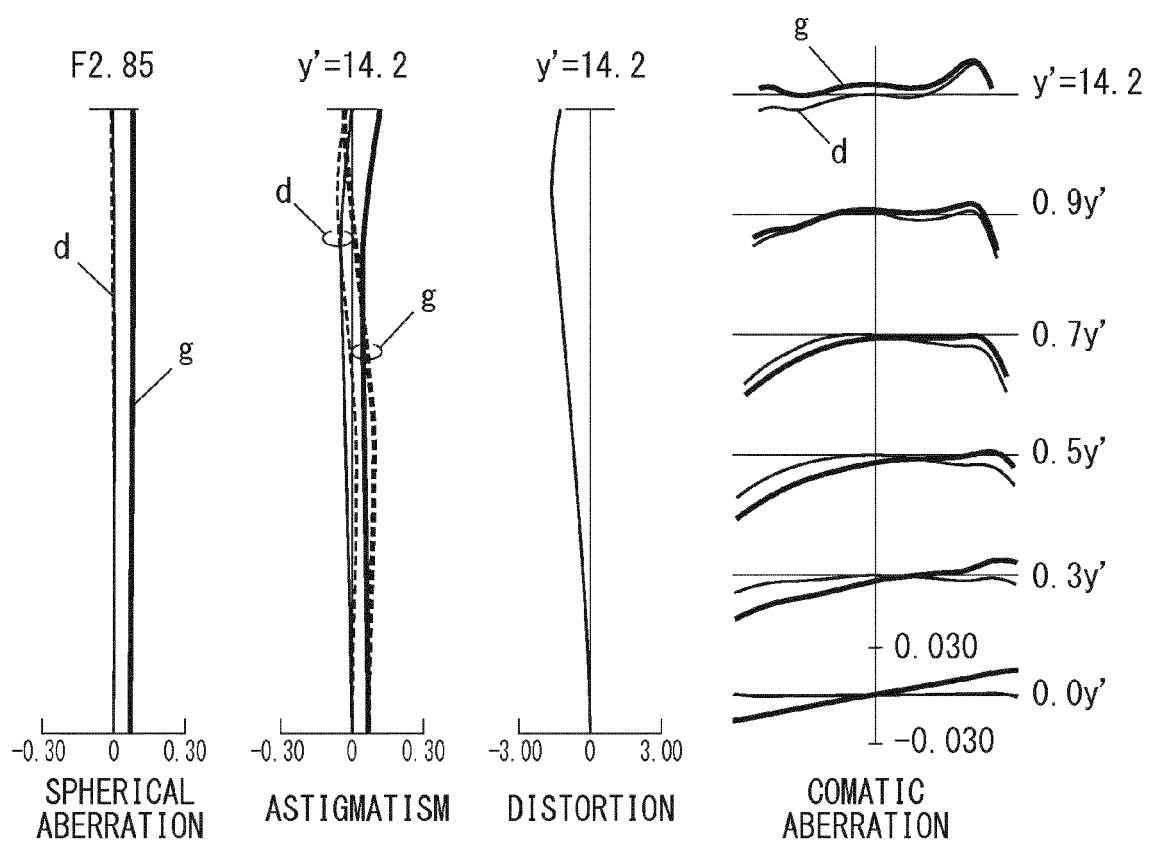 F2.85
d
g
-0.30 0 0.30
SPHERICAL
ABERRATION
y'=14.2
d
g
-0.30 0 0.30
ASTIGMATISM
y'=14.2
-3.00 0 3.00
DISTORTION
g
y'=14.2
d
0.9y'
0.7y'
0.5y'
0.3y'
0.030
0.0y'
-0.030
COMATIC
ABERRATION